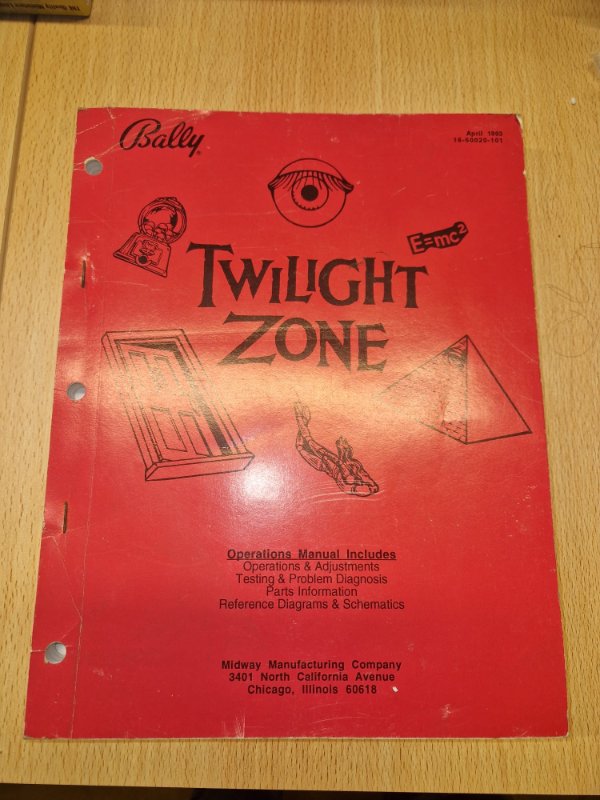 Bally
April 1993
16-60020-101
E=mc²
TWILIGHT
ZONE
Operations Manual Includes
Operations & Adjustments
Testing & Problem Diagnosis
Parts Information
Reference Diagrams & Schematics
Midway Manufacturing Company
3401 North California Avenue
Chicago, Illinois 60618